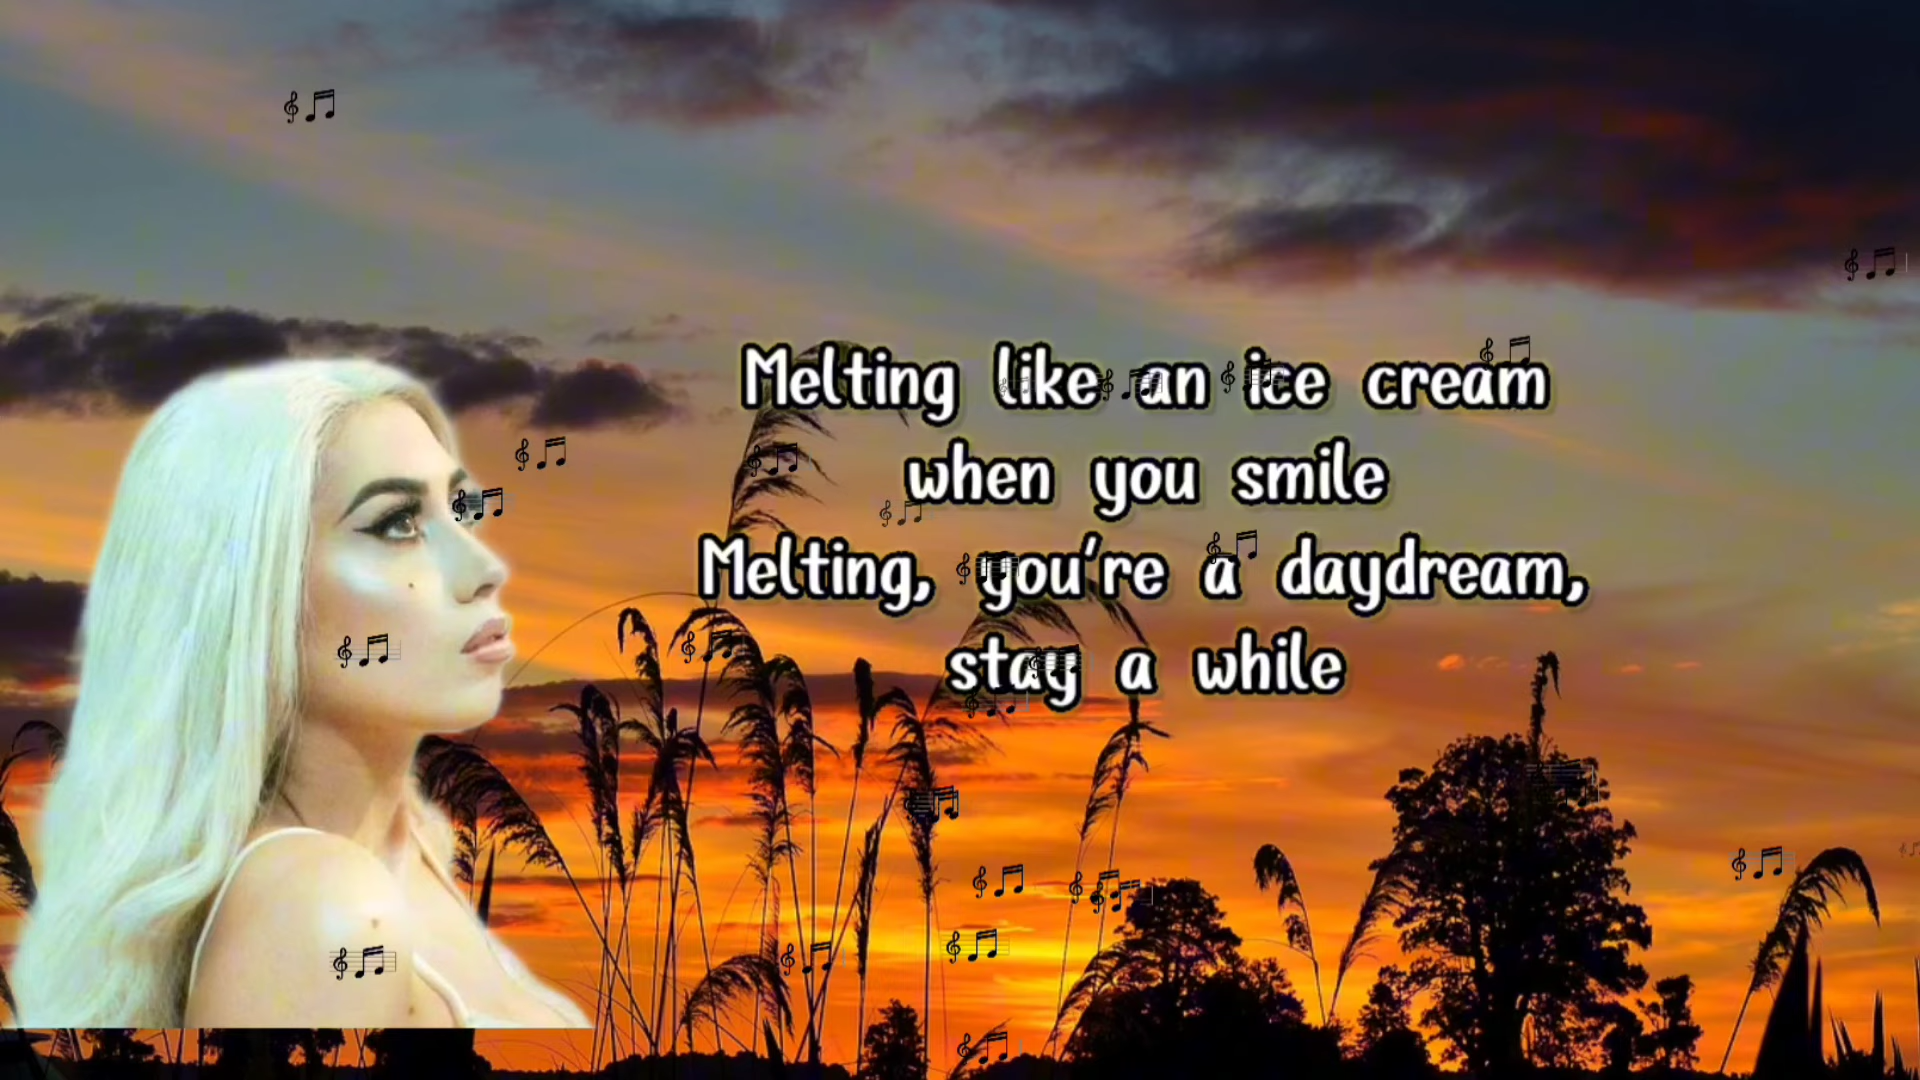 Melting like an ice cream
when you smile
Melting, you're a daydream,
stay a while